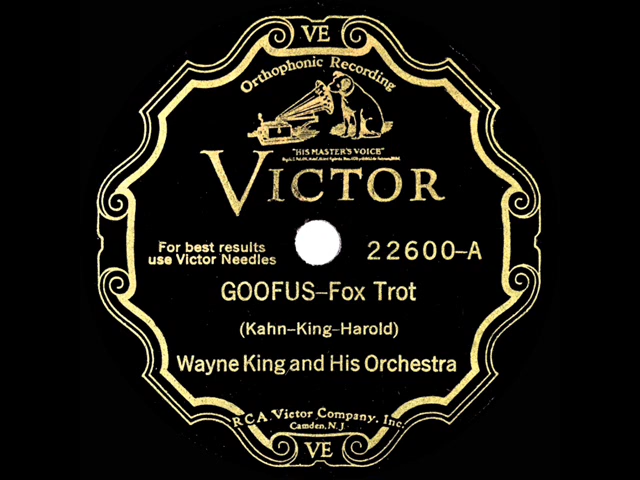 VE
Orthophonic Recording
"HIS MASTER'S VOICE"
VICTOR
For best results
use Victor Needles
22600-A
GOOFUS-Fox Trot
(Kahn-King-Harold)
Wayne King and His Orchestra
RCA Victor Company, Inc.
Camden, N. J.
VE